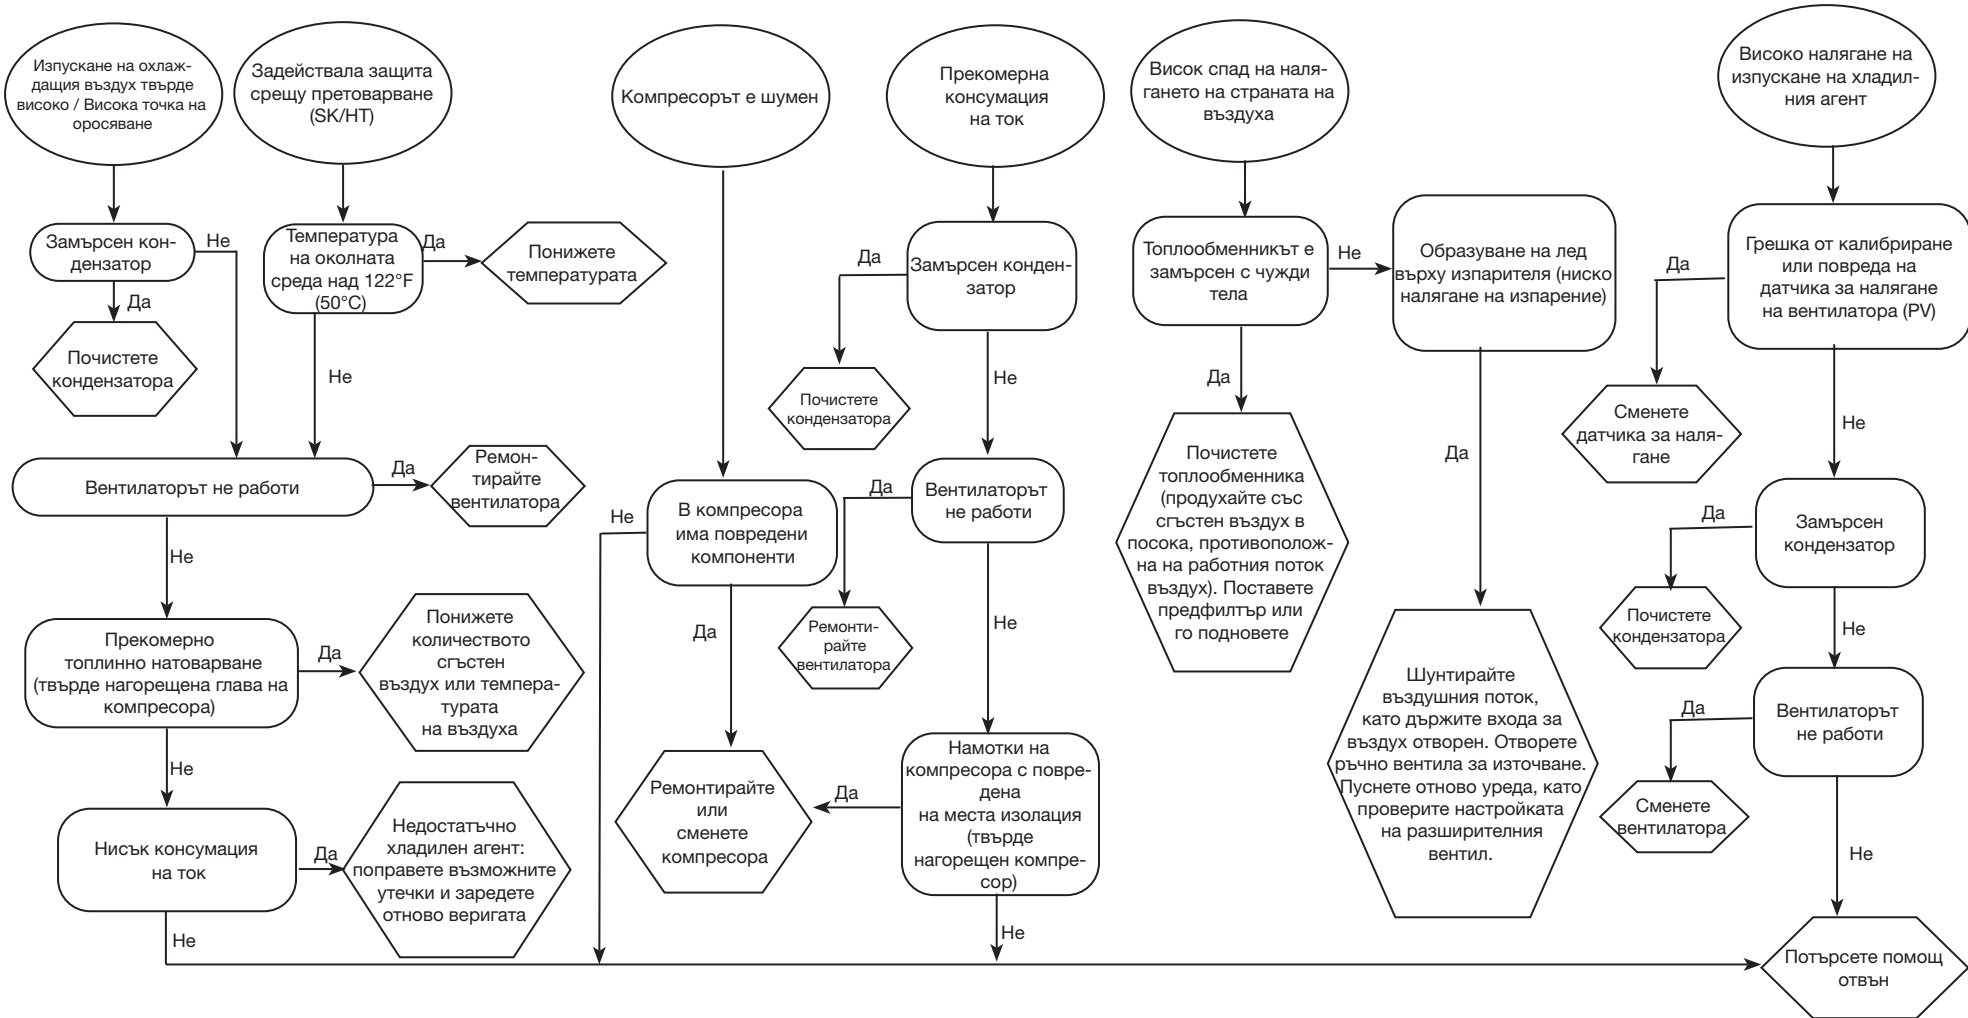 Изпускане на охлаж-
дащия въздух твърде
високо / Висока точка на
оросяване
Задействала защита
срещу претоварване
(SK/HT)
Компресорът е шумен
Прекомерна
консумация
на ток
Висок спад на наля-
гането на страната на
въздуха
Високо налягане на
изпускане на хладил-
ния агент
Замърсен кон-
дензатор
Не
Да
Почистете
кондензатора
Температура
на околната
среда над 122°F
(50°C)
Да
Понижете
температурата
Не
Вентилаторът не работи
Да
Ремон-
тирайте
вентилатора
Не
Прекомерно
топлинно натоварване
(твърде нагорещена глава на
компресора)
Да
Понижете
количеството
сгъстен
въздух или темпера-
турата
на въздуха
Не
Нисък консумация
на ток
Да
Недостатъчно
хладилен агент:
поправете възможните
утечки и заредете
отново веригата
Не
В компресора
има повредени
компоненти
Не
Да
Ремонтирайте
или
сменете
компресора
Замърсен конден-
затор
Да
Почистете
кондензатора
Не
Вентилаторът
не работи
Да
Ремонти-
райте
вентилатора
Не
Намотки на
компресора с повре-
дена
на места изолация
(твърде
нагорещен компре-
сор)
Да
Не
Топлообменникът е
замърсен с чужди
тела
Не
Да
Почистете
топлообменника
(продухайте със
сгъстен въздух в
посока, противополож-
на на работния поток
въздух). Поставете
предфилтър или
го подновете
Образуване на лед
върху изпарителя (ниско
налягане на изпарение)
Да
Шунтирайте
въздушния поток,
като държите входа за
въздух отворен. Отворете
ръчно вентила за източване.
Пуснете отново уреда, като
проверите настройката
на разширителния
вентил.
Грешка от калибриране
или повреда на
датчика за налягане
на вентилатора (PV)
Да
Сменете
датчика за наля-
гане
Не
Замърсен
кондензатор
Да
Почистете
кондензатора
Не
Вентилаторът
не работи
Да
Сменете
вентилатора
Не
Потърсете помощ
отвън